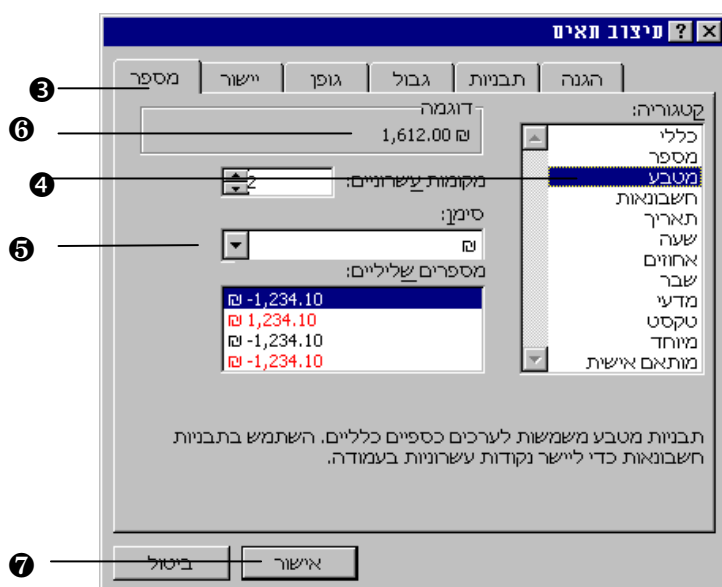 עיצוב תאים
מספר
יישור
גופן
גבול
תבניות
הגנה
❸
קטגוריה:
כללי
מספר
מטבע
חשבונאות
תאריך
שעה
אחוזים
שבר
מדעי
טקסט
מיוחד
מותאם אישית
דוגמה
1,612.00 ₪
❻
מקומות עשרוניים:
2
❹
סימן:
₪
❺
מספרים שליליים:
₪ -1,234.10
₪ 1,234.10
₪ -1,234.10
₪ -1,234.10
תבניות מטבע משמשות לערכים כספיים כלליים. השתמש בתבניות
חשבונאות כדי ליישר נקודות עשרוניות בעמודה.
אישור
ביטול
❼